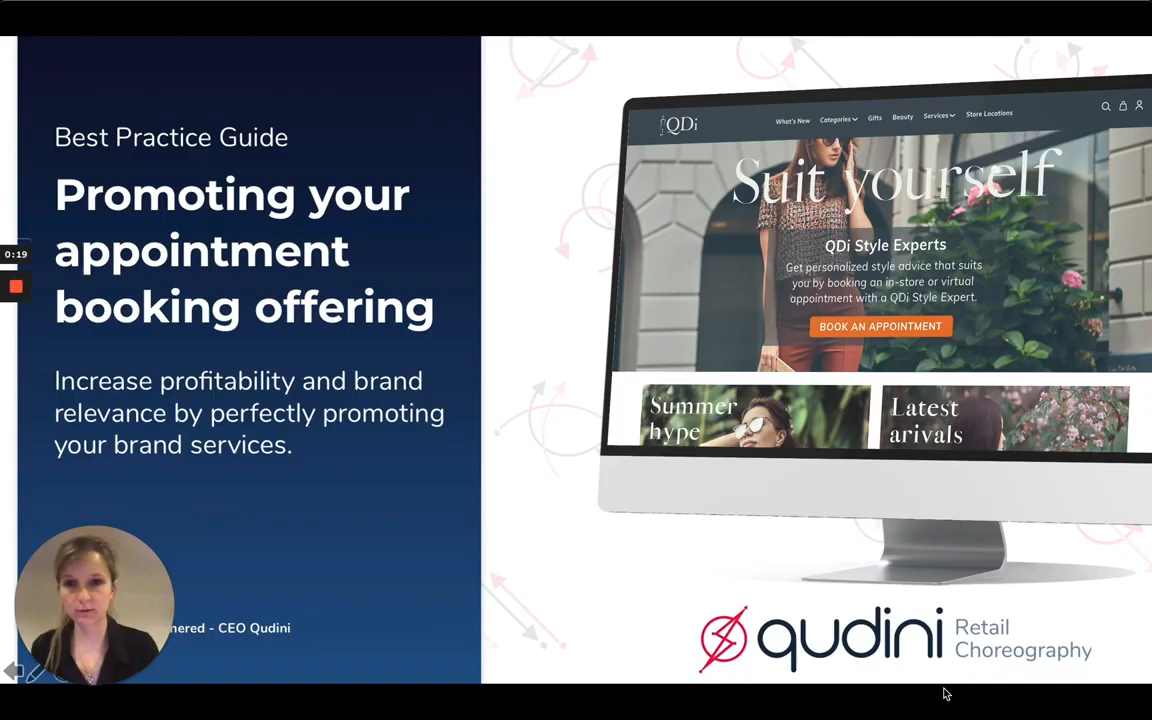 Best Practice Guide
Promoting your
appointment
booking offering
Increase profitability and brand
relevance by perfectly promoting
your brand services.
- CEO Qudini
0:19
QDi
What's New Categories Gifts Beauty Services Store Locations
Suit yourself
QDi Style Experts
Get personalized style advice that suits
you by booking an in-store or virtual
appointment with a QDi Style Expert.
BOOK AN APPOINTMENT
Summer
hype
Latest
arivals
qudini
Retail
Choreography